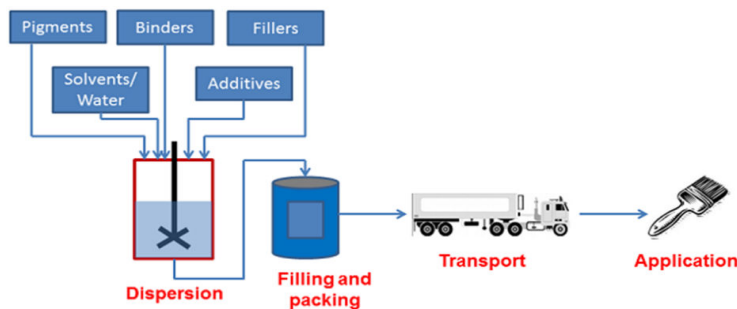 Pigments
Binders
Fillers
Solvents/
Water
Additives
Dispersion
Filling and
packing
Transport
Application